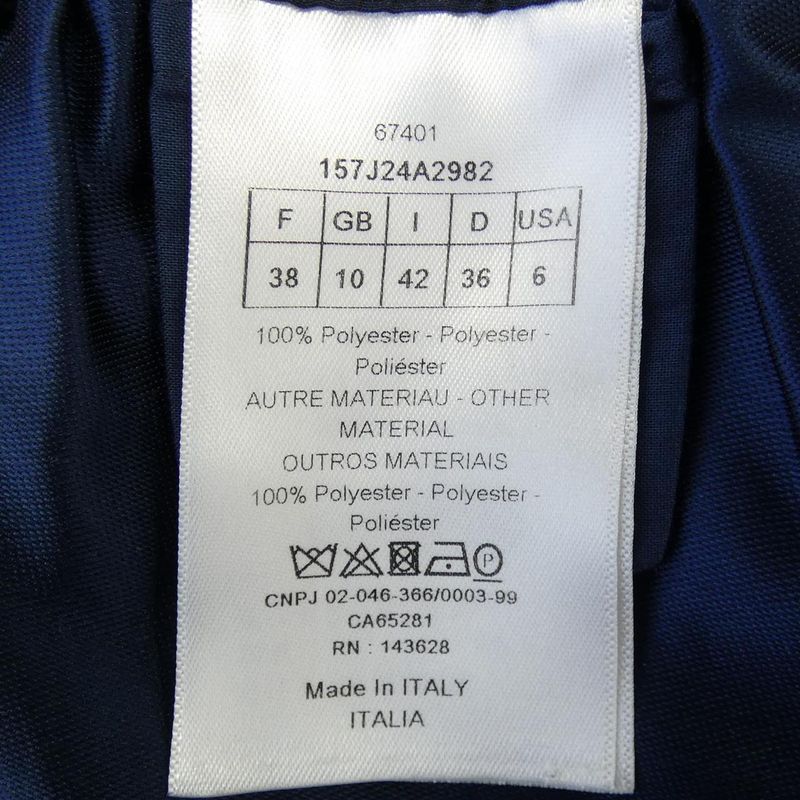 67401
157J24A2982
F GB I D USA
38 10 42 36 6
100% Polyester - Polyester -
Poliéster
AUTRE MATERIAU - OTHER
MATERIAL
OUTROS MATERIAIS
100% Polyester - Polyester -
Poliéster
P
CNPJ 02-046-366/0003-99
CA65281
RN : 143628
Made In ITALY
ITALIA